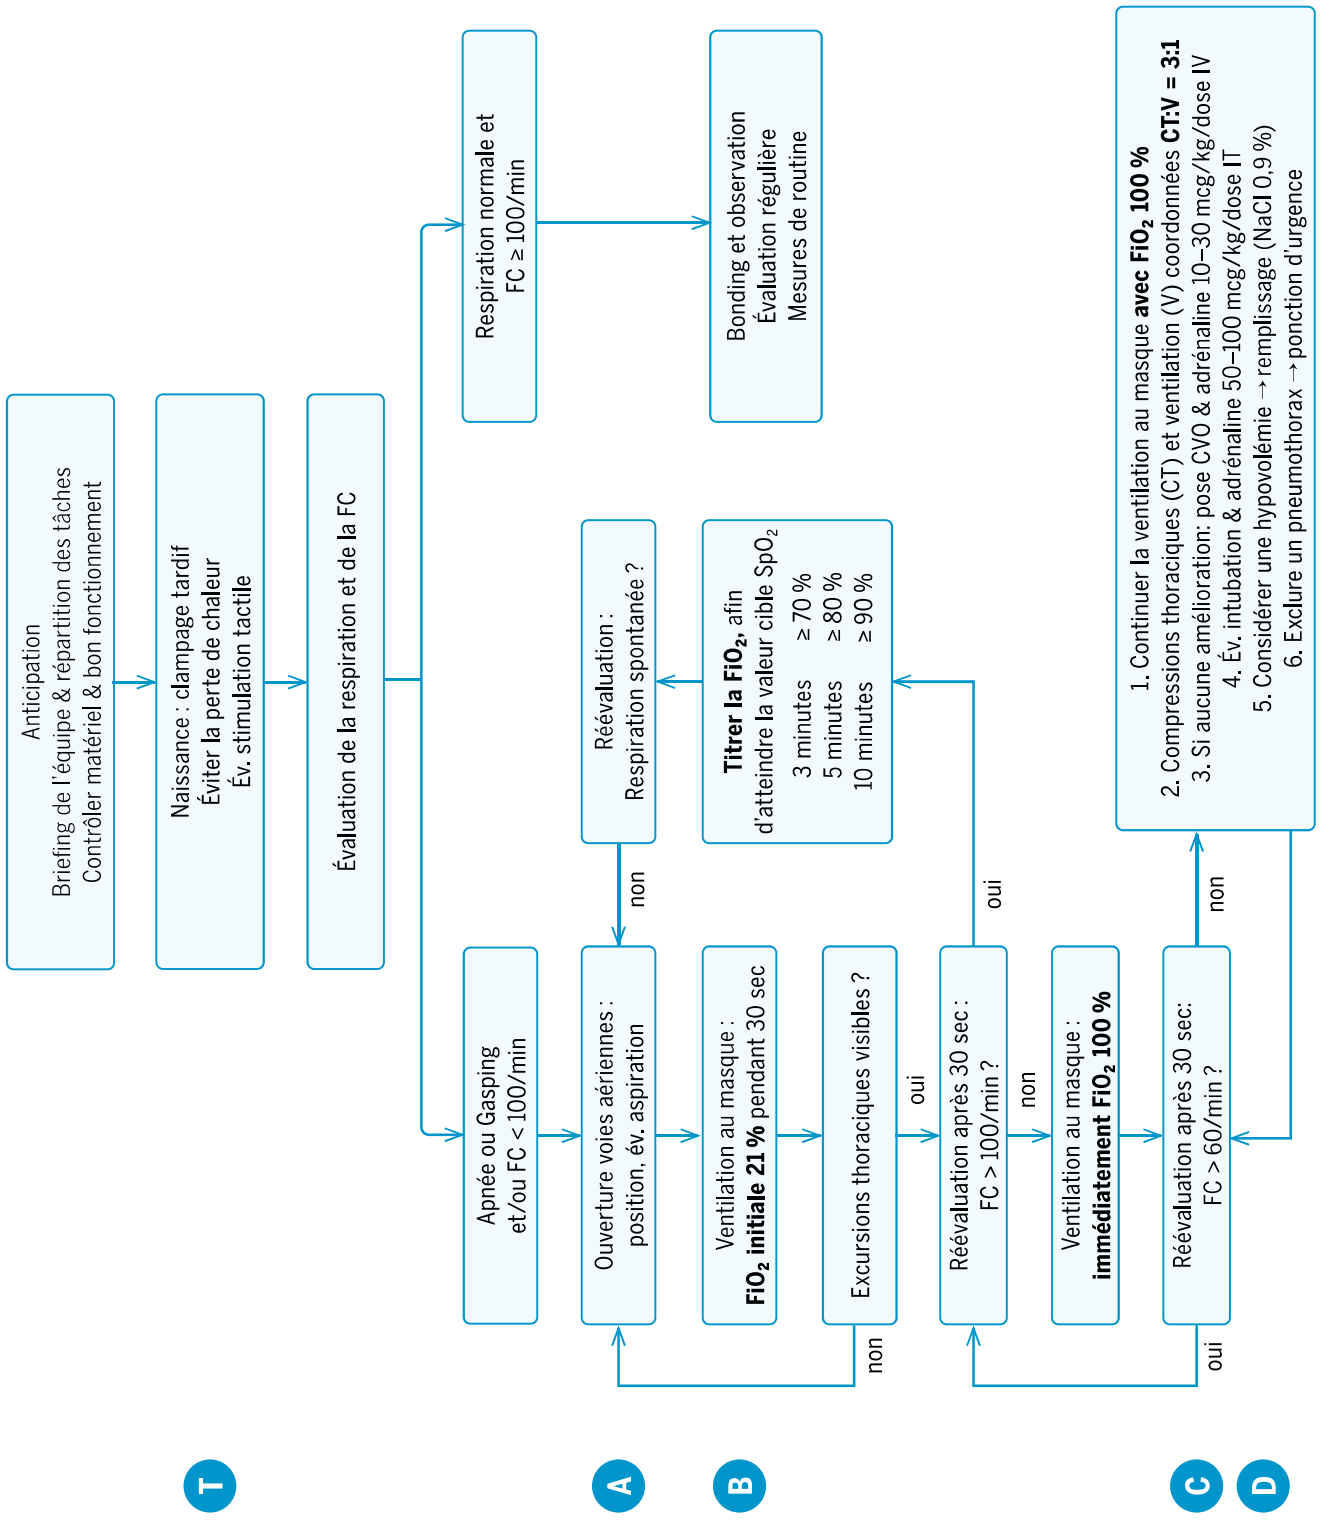 Anticipation
Briefing de l'équipe & répartition des tâches
Contrôler matériel & bon fonctionnement
T
Naissance : clampage tardif
Éviter la perte de chaleur
Év. stimulation tactile
Évaluation de la respiration et de la FC
Apnée ou Gasping
et/ou FC < 100/min
Respiration normale et
FC ≥ 100/min
A
Ouverture voies aériennes :
position, év. aspiration
non
Réévaluation :
Respiration spontanée ?
B
Ventilation au masque :
FiO₂ initiale 21 % pendant 30 sec
Titrer la FiO₂, afin
d'atteindre la valeur cible SpO₂
3 minutes ≥ 70 %
5 minutes ≥ 80 %
10 minutes ≥ 90 %
Bonding et observation
Évaluation régulière
Mesures de routine
Excursions thoraciques visibles ?
non
oui
Réévaluation après 30 sec :
FC > 100/min ?
oui
non
Ventilation au masque :
immédiatement FiO₂ 100 %
C
Réévaluation après 30 sec:
FC > 60/min ?
oui
non
D
1. Continuer la ventilation au masque avec FiO₂ 100 %
2. Compressions thoraciques (CT) et ventilation (V) coordonnées CT:V = 3:1
3. Si aucune amélioration: pose CVO & adrénaline 10–30 mcg/kg/dose IV
4. Év. intubation & adrénaline 50–100 mcg/kg/dose IT
5. Considérer une hypovolémie → remplissage (NaCl 0,9 %)
6. Exclure un pneumothorax → ponction d'urgence